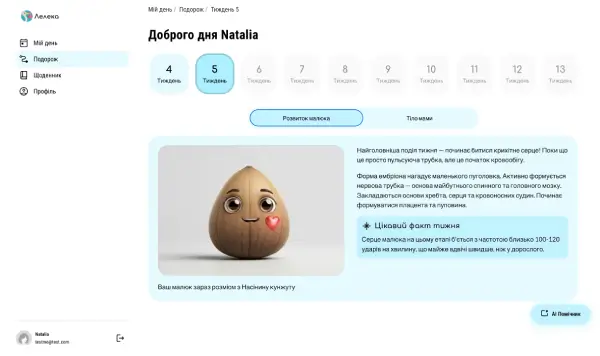 Лелека
Мій день / Подорож / Тиждень 5
Доброго дня Natalia
Мій день
Подорож
Щоденник
Профіль
4 5 6 7 8 9 10 11 12 13
Тиждень Тиждень Тиждень Тиждень Тиждень Тиждень Тиждень Тиждень Тиждень Тиждень
Розвиток малюка Тіло мами
Найголовніша подія тижня — починає битися крихітне серце! Поки що
це просто пульсуюча трубка, але це початок кровообігу.
Форма ембріона нагадує маленького пуголовка. Активно формується
нервова трубка — основа майбутнього спинного та головного мозку.
Закладаються основи хребта, серця та кровоносних судин. Починає
формуватися плацента та пуповина.
Цікавий факт тижня
Серце малюка на цьому етапі б'ється з частотою близько 100-120
ударів на хвилину, що майже вдвічі швидше, ніж у дорослого.
Ваш малюк зараз розміом з Насінину кунжуту
АІ Помічник
Natalia